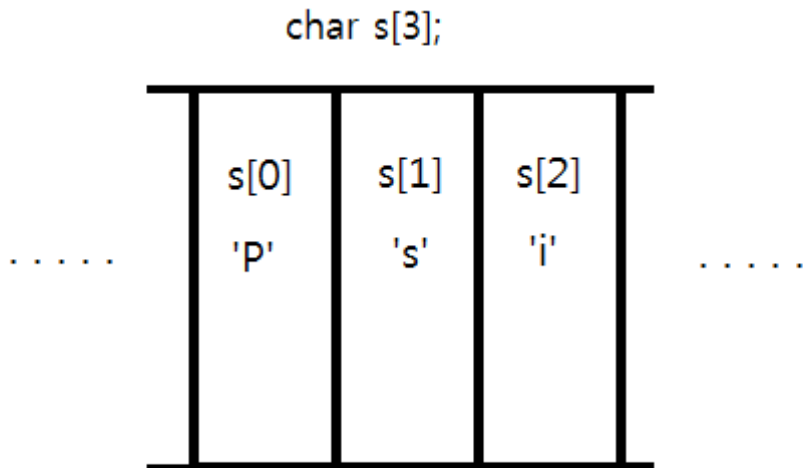 char s[3];
s[0] s[1] s[2]
. . . . . 'P' 's' 'i' . . . . .